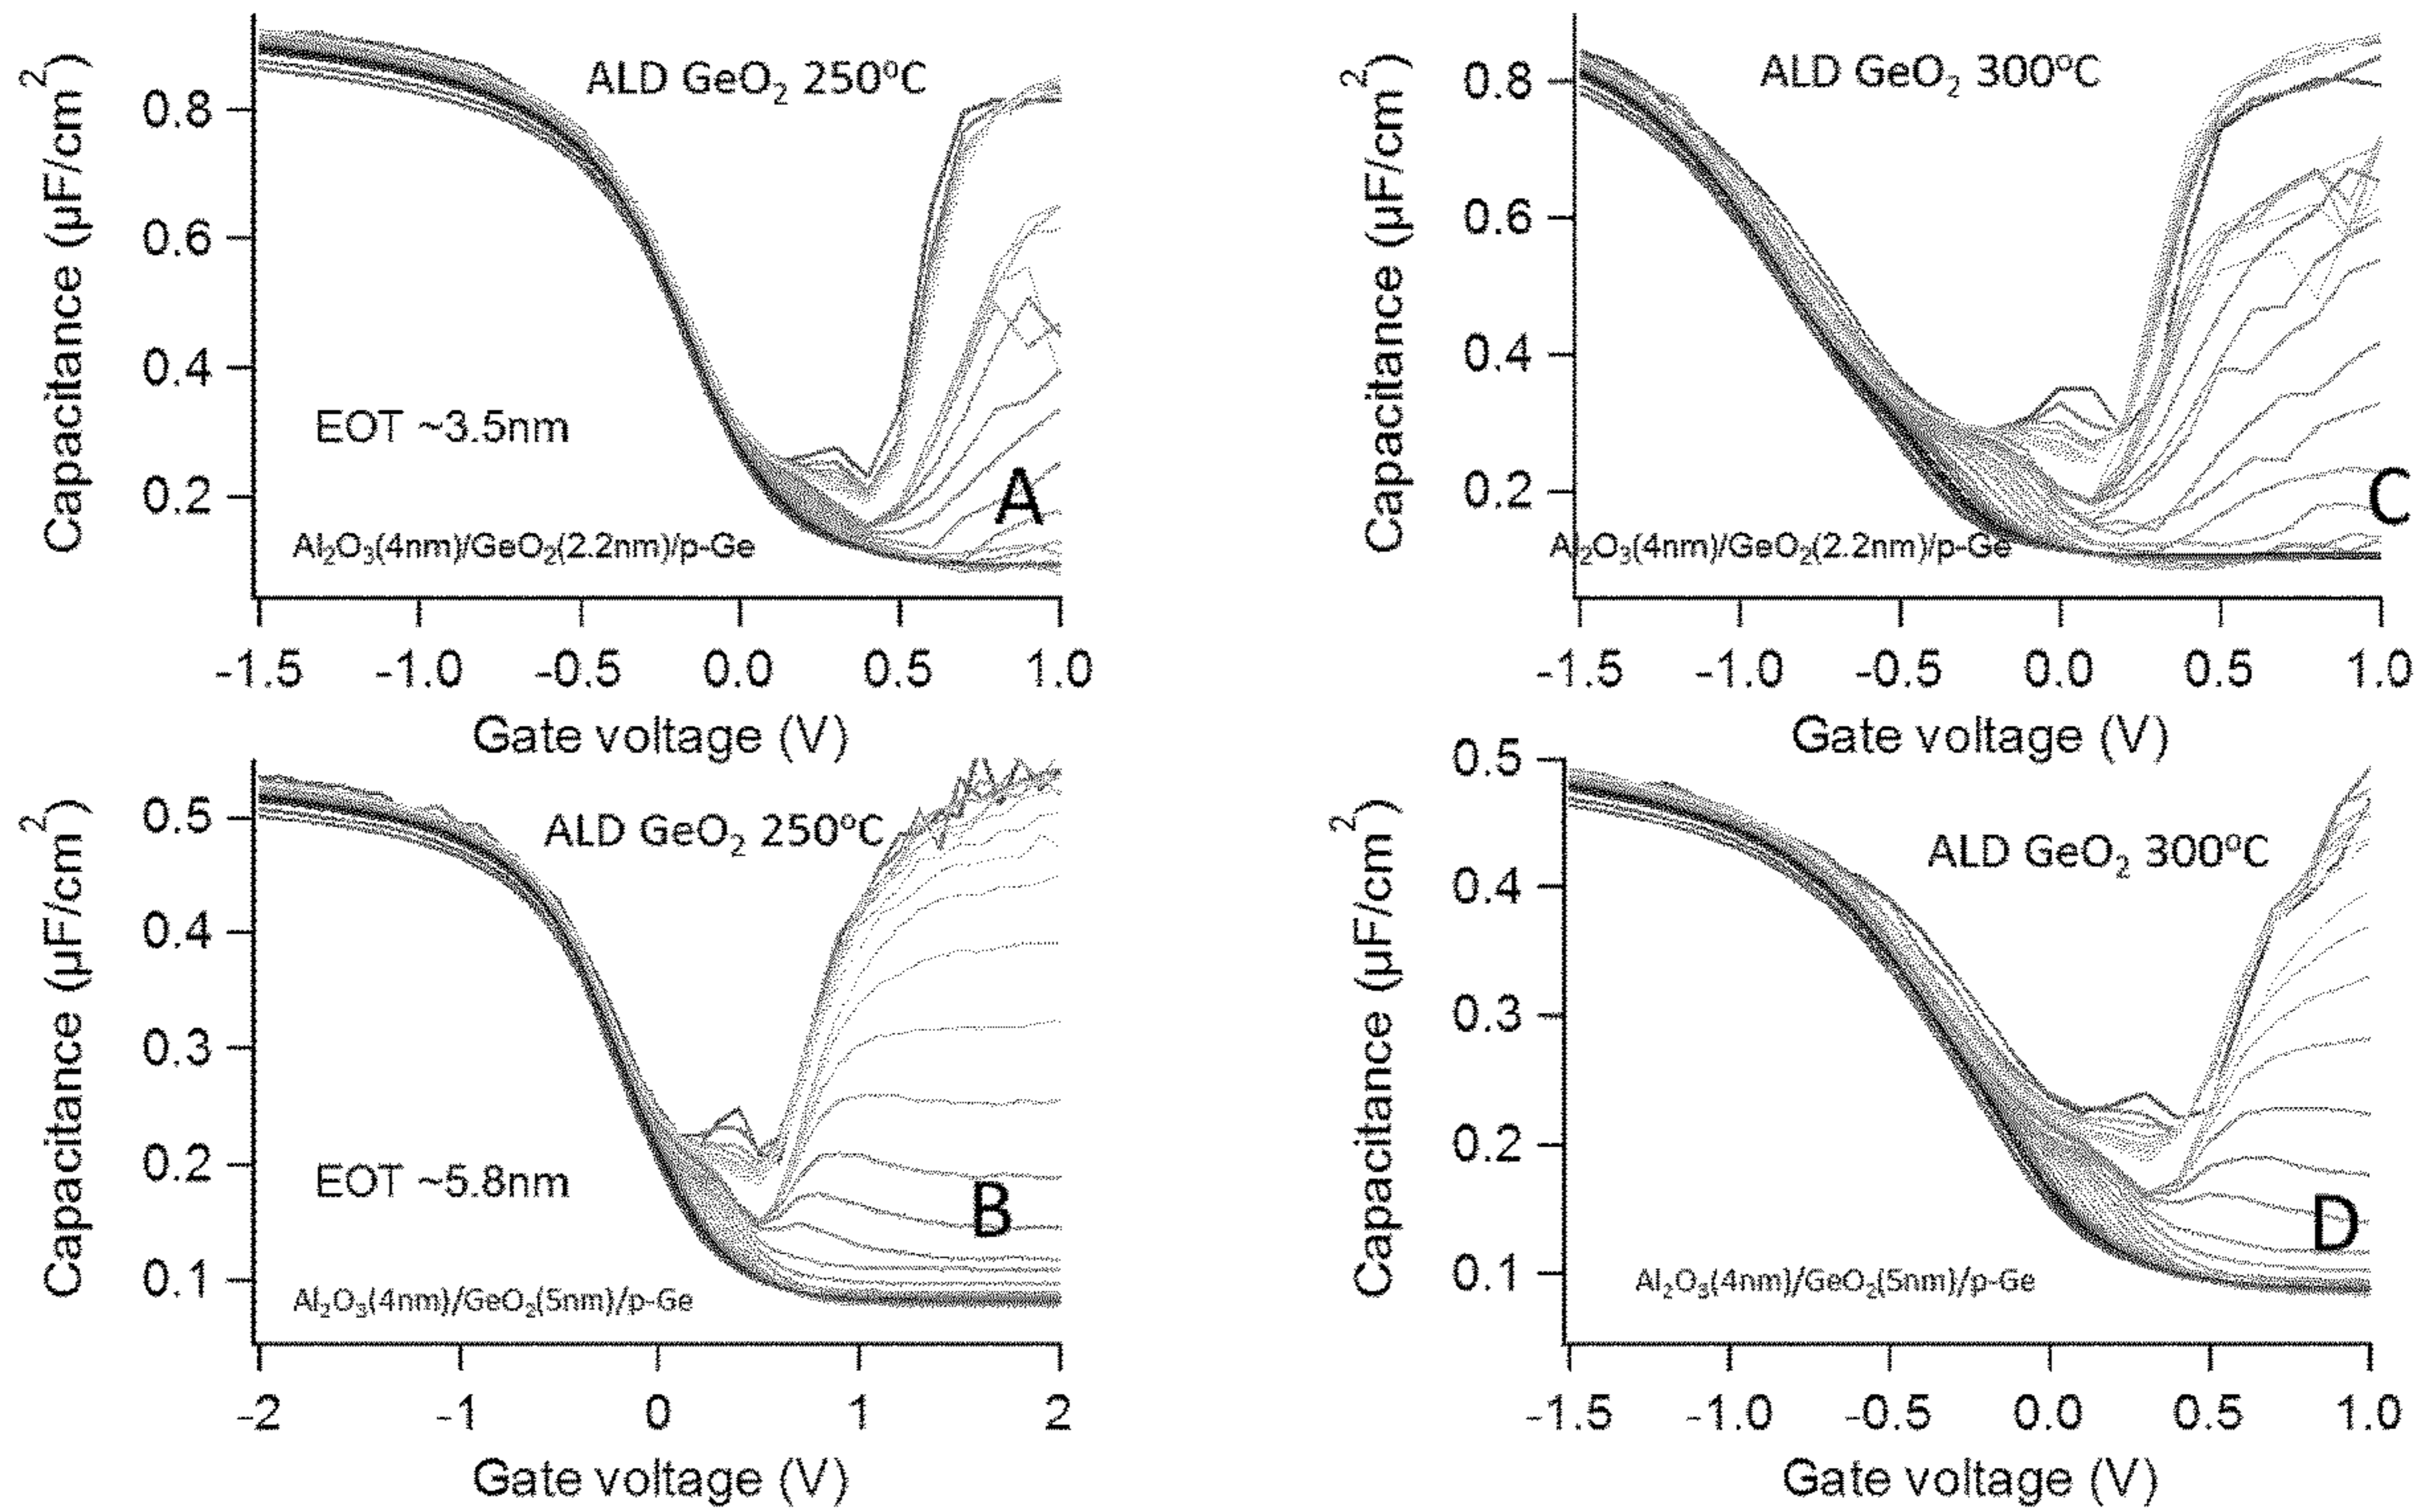 ALD GeO₂ 250°C
Capacitance (µF/cm²)
0.8
0.6
0.4
0.2
EOT ~3.5nm
A
Al₂O₃(4nm)/GeO₂(2.2nm)/p-Ge
-1.5 -1.0 -0.5 0.0 0.5 1.0
Gate voltage (V)
ALD GeO₂ 300°C
Capacitance (µF/cm²)
0.8
0.6
0.4
0.2
C
Al₂O₃(4nm)/GeO₂(2.2nm)/p-Ge
-1.5 -1.0 -0.5 0.0 0.5 1.0
Gate voltage (V)
ALD GeO₂ 250°C
Capacitance (µF/cm²)
0.5
0.4
0.3
0.2
0.1
EOT ~5.8nm
B
Al₂O₃(4nm)/GeO₂(5nm)/p-Ge
-2 -1 0 1 2
Gate voltage (V)
ALD GeO₂ 300°C
Capacitance (µF/cm²)
0.5
0.4
0.3
0.2
0.1
D
Al₂O₃(4nm)/GeO₂(5nm)/p-Ge
-1.5 -1.0 -0.5 0.0 0.5 1.0
Gate voltage (V)